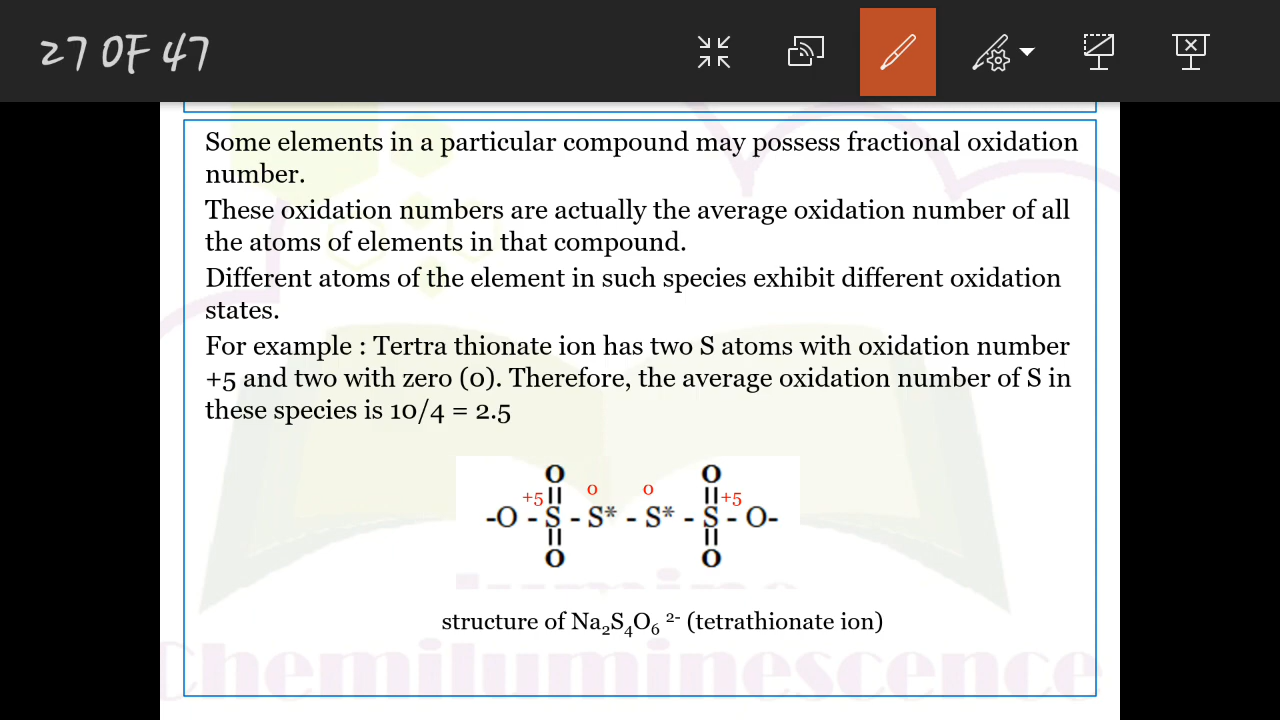 27 OF 47
Some elements in a particular compound may possess fractional oxidation
number.
These oxidation numbers are actually the average oxidation number of all
the atoms of elements in that compound.
Different atoms of the element in such species exhibit different oxidation
states.
For example : Tertra thionate ion has two S atoms with oxidation number
+5 and two with zero (0). Therefore, the average oxidation number of S in
these species is 10/4 = 2.5
O O
+5 0 0 +5
-O - S - S* - S* - S - O-
O O
structure of Na₂S₄O₆ ²⁻ (tetrathionate ion)
Chemiluminescence